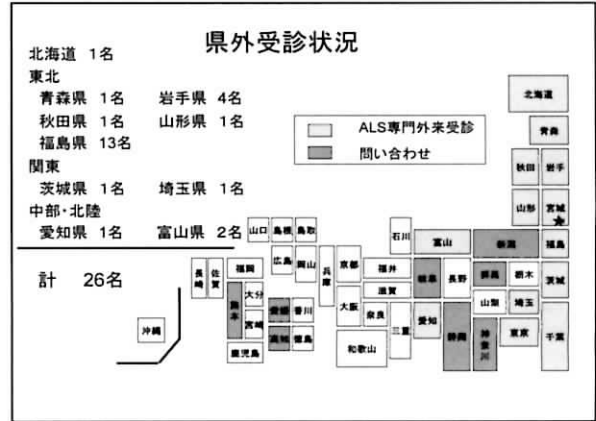 県外受診状況
北海道 1名
東北
青森県 1名 岩手県 4名
秋田県 1名 山形県 1名
福島県 13名
関東
茨城県 1名 埼玉県 1名
中部・北陸
愛知県 1名 富山県 2名
計 26名
ALS専門外来受診
問い合わせ
北海道
青森
秋田 岩手
山形 宮城
山口 島根 鳥取 石川 富山 新潟 福島
広島 岡山 兵庫 京都 福井 岐阜 長野 群馬 栃木 茨城
長崎 佐賀 福岡 滋賀 山梨 埼玉
熊本 大分 愛媛 香川 大阪 奈良 三重 愛知 静岡 神奈川 東京 千葉
沖縄 宮崎 高知 徳島 和歌山
鹿児島